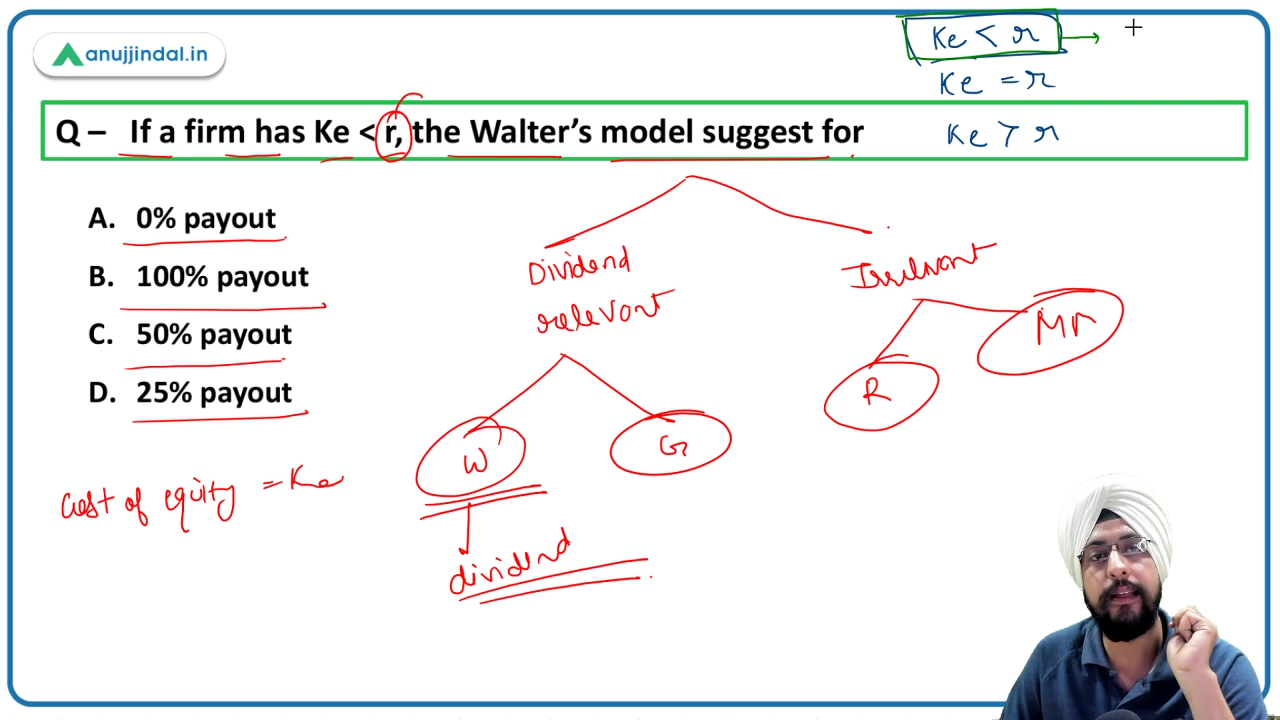 anujjindal.in
Ke < r
Ke = r
Ke > r
Q – If a firm has Ke < r, the Walter’s model suggest for
A. 0% payout
B. 100% payout
C. 50% payout
D. 25% payout
Dividend
relevant
Irrelevant
W
G
R
MM
Cost of equity = Ke
dividend